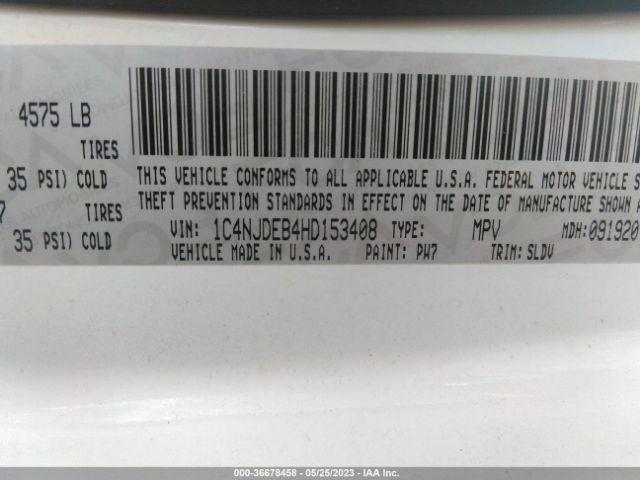 4575 LB
TIRES
35 PSI) COLD
7 TIRES
35 PSI) COLD
THIS VEHICLE CONFORMS TO ALL APPLICABLE U.S.A. FEDERAL MOTOR VEHICLE S
THEFT PREVENTION STANDARDS IN EFFECT ON THE DATE OF MANUFACTURE SHOWN A
VIN: 1C4NJDEB4HD153408 TYPE: MPV MDH:091920
VEHICLE MADE IN U.S.A. PAINT: PW7 TRIM: SLDV
000-36678458 - 05/25/2023 - IAA Inc.